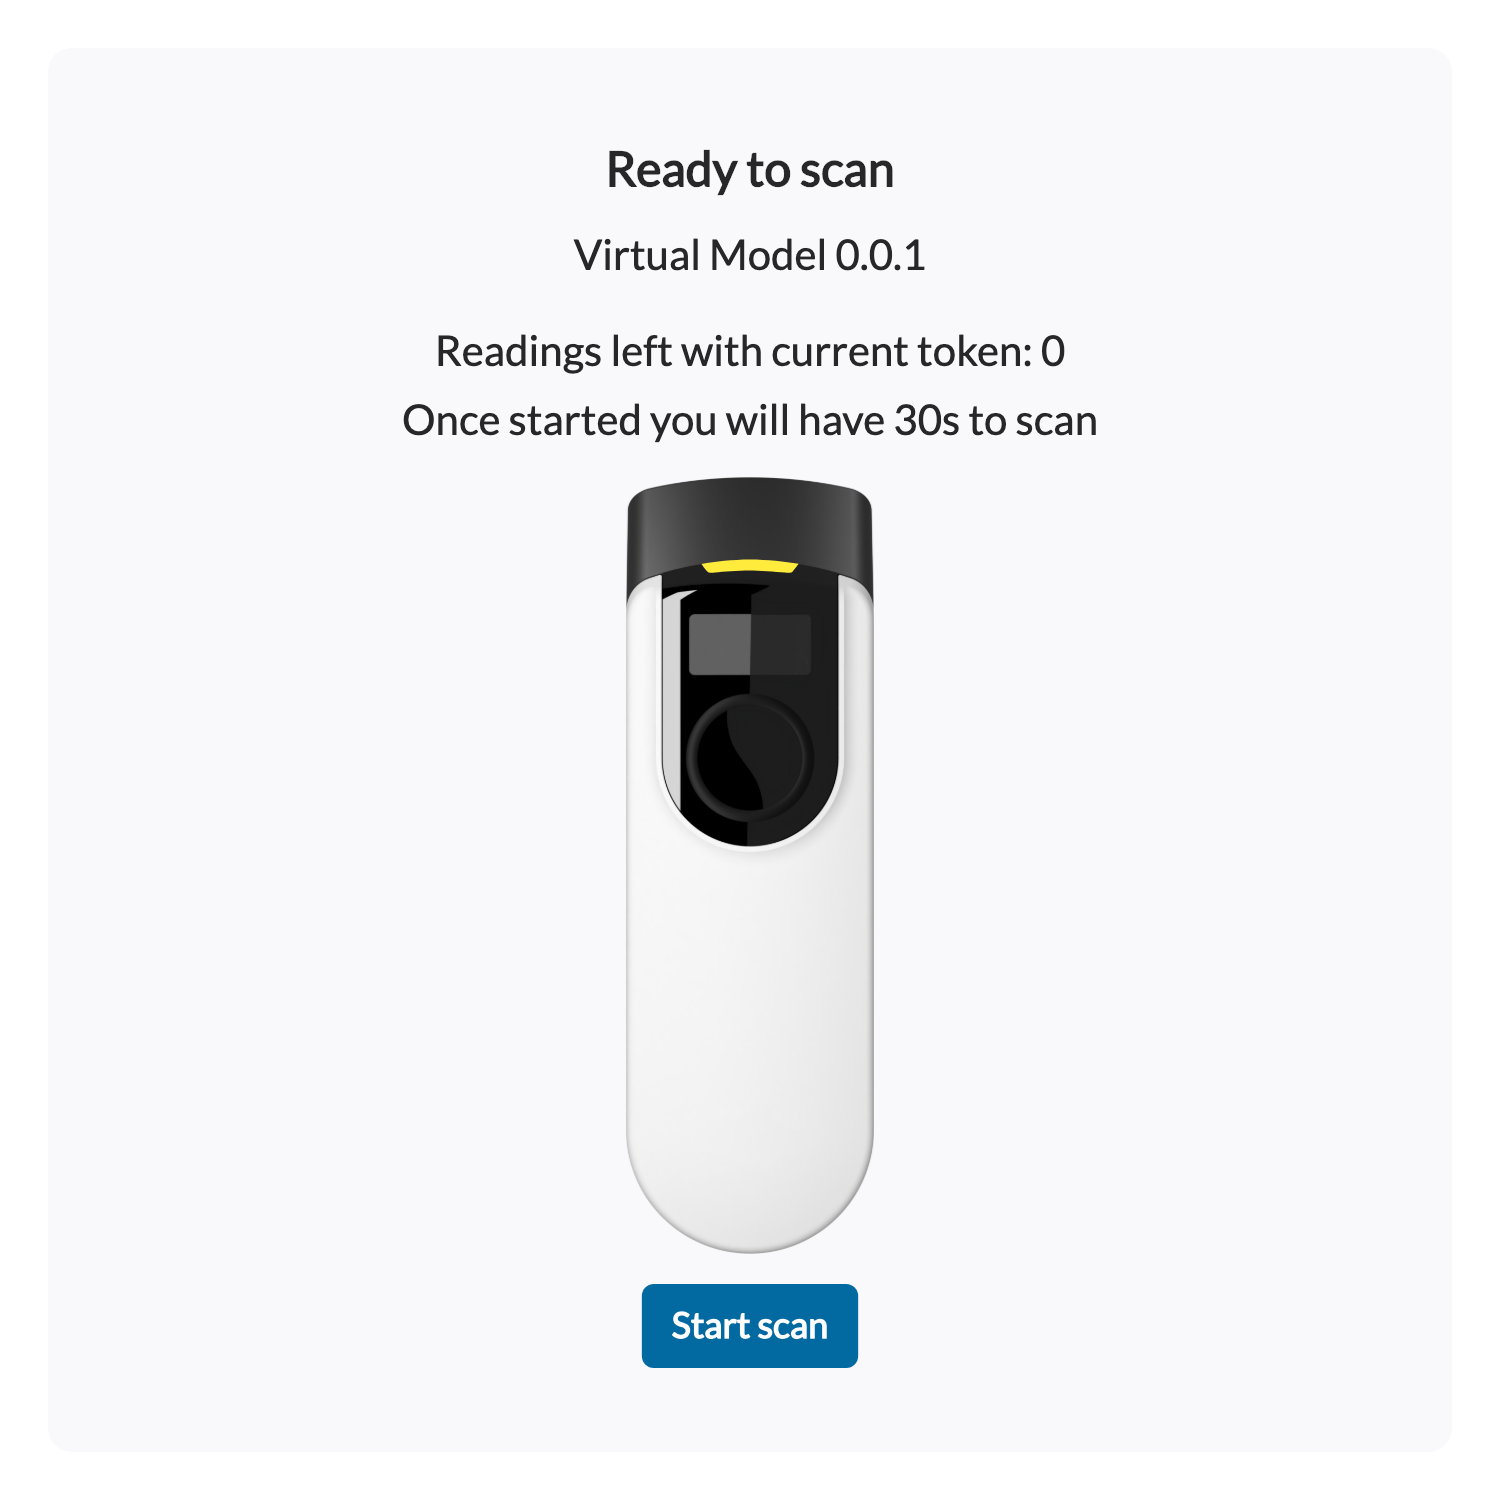 Ready to scan
Virtual Model 0.0.1
Readings left with current token: 0
Once started you will have 30s to scan
Start scan